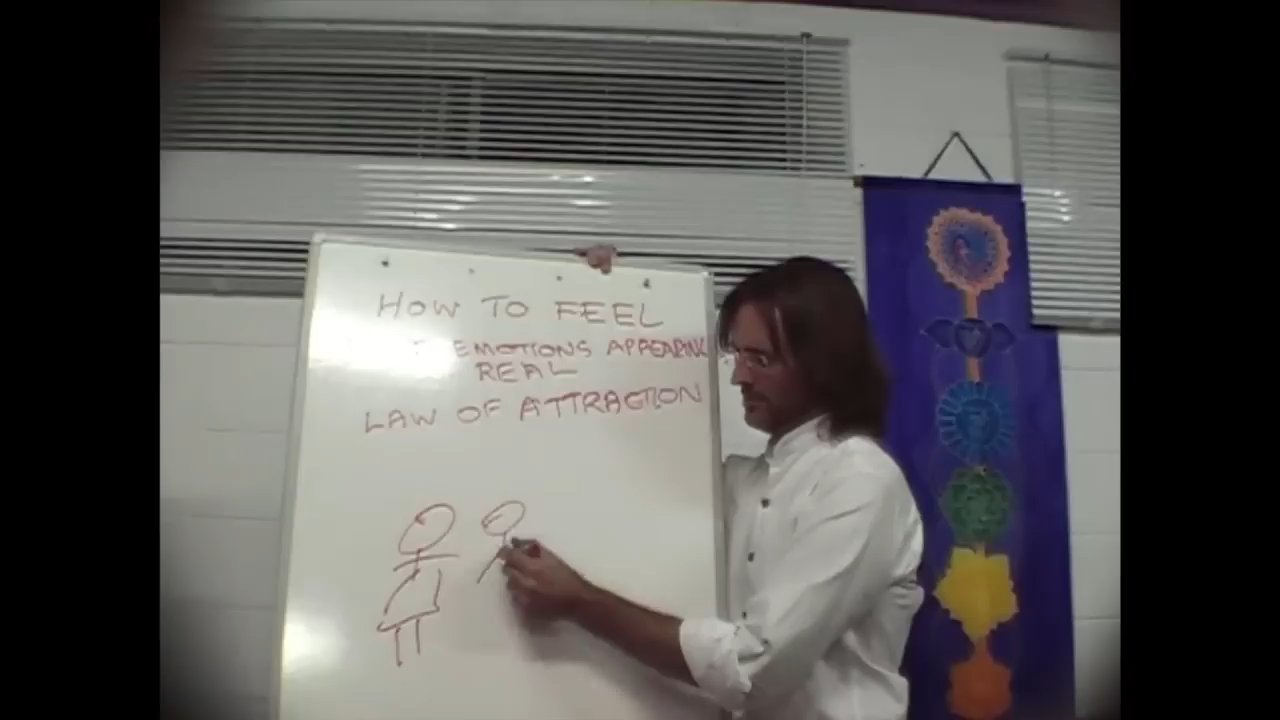 HOW TO FEEL
EMOTIONS APPEARING
REAL
LAW OF ATTRACTION